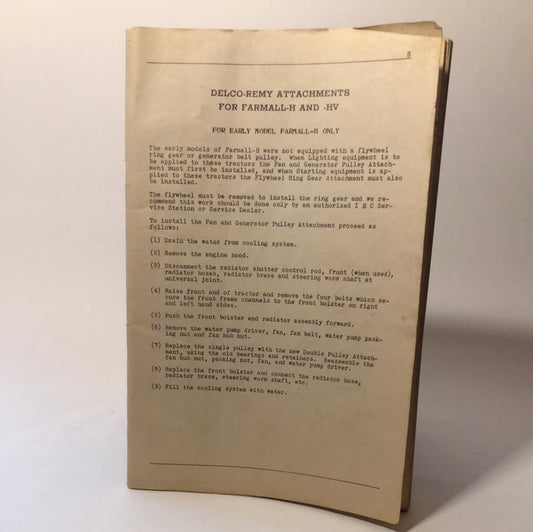 3
DELCO-REMY ATTACHMENTS
FOR FARMALL-H AND -HV
FOR EARLY MODEL FARMALL-H ONLY
The early models of Farmall-H were not equipped with a flywheel
ring gear or generator belt pulley. When Lighting equipment is to
be applied to these tractors the Fan and Generator Pulley Attach-
ment must first be installed, and when Starting equipment is ap-
plied to these tractors the Flywheel Ring Gear Attachment must also
be installed.
The flywheel must be removed to install the ring gear and we re-
commend this work should be done only by an authorized I H C Ser-
vice Station or Service Dealer.
To install the Fan and Generator Pulley Attachment proceed as
follows:
(1) Drain the water from cooling system.
(2) Remove the engine hood.
(3) Disconnect the radiator shutter control rod, front (when used),
radiator hoses, radiator brace and steering worm shaft at
universal joint.
(4) Raise front end of tractor and remove the four bolts which se-
cure the front frame channels to the front bolster on right
and left hand sides.
(5) Push the front bolster and radiator assembly forward.
(6) Remove the water pump driver, fan, fan belt, water pump pack-
ing nut and fan hub nut.
(7) Replace the single pulley with the new Double Pulley Attach-
ment, using the old bearings and retainers. Reassemble the
fan hub nut, packing nut, fan, and water pump driver.
(8) Replace the front bolster and connect the radiator hose,
radiator brace, steering worm shaft, etc.
(9) Fill the cooling system with water.